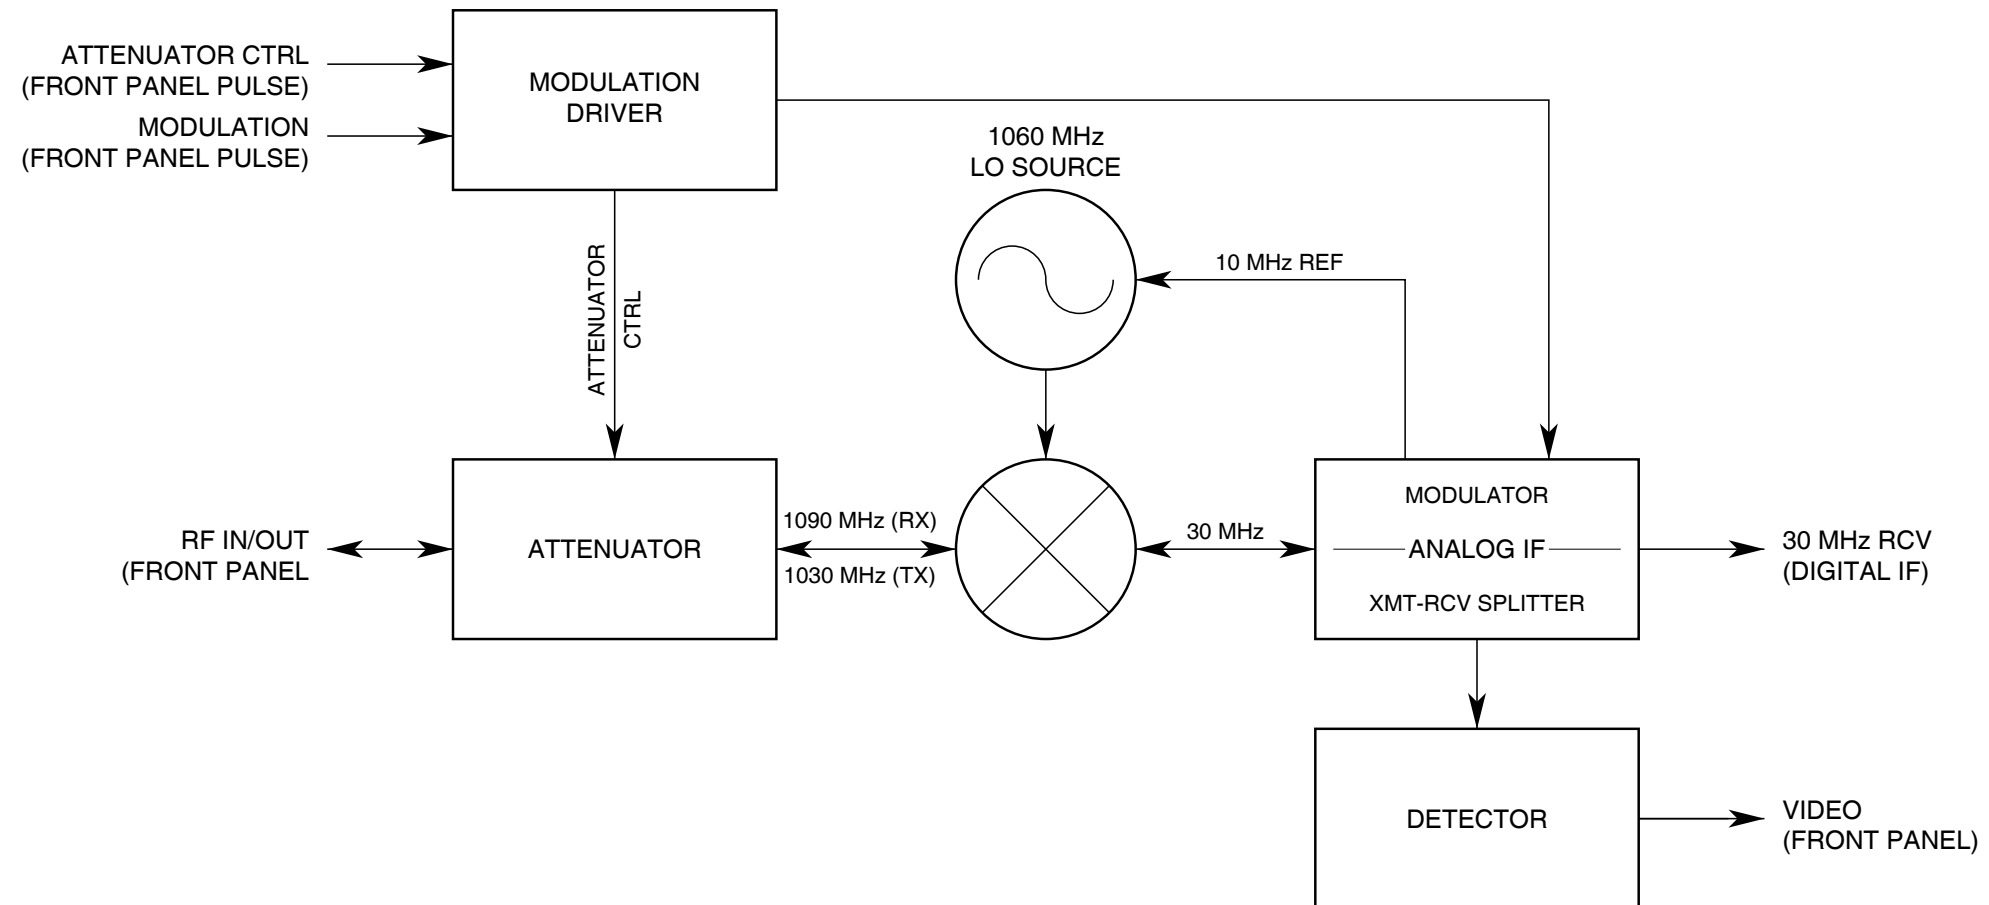 ATTENUATOR CTRL
(FRONT PANEL PULSE)
MODULATION
(FRONT PANEL PULSE)
MODULATION
DRIVER
1060 MHz
LO SOURCE
10 MHz REF
ATTENUATOR
CTRL
RF IN/OUT
(FRONT PANEL
ATTENUATOR
1090 MHz (RX)
1030 MHz (TX)
30 MHz
MODULATOR
ANALOG IF
XMT-RCV SPLITTER
30 MHz RCV
(DIGITAL IF)
DETECTOR
VIDEO
(FRONT PANEL)